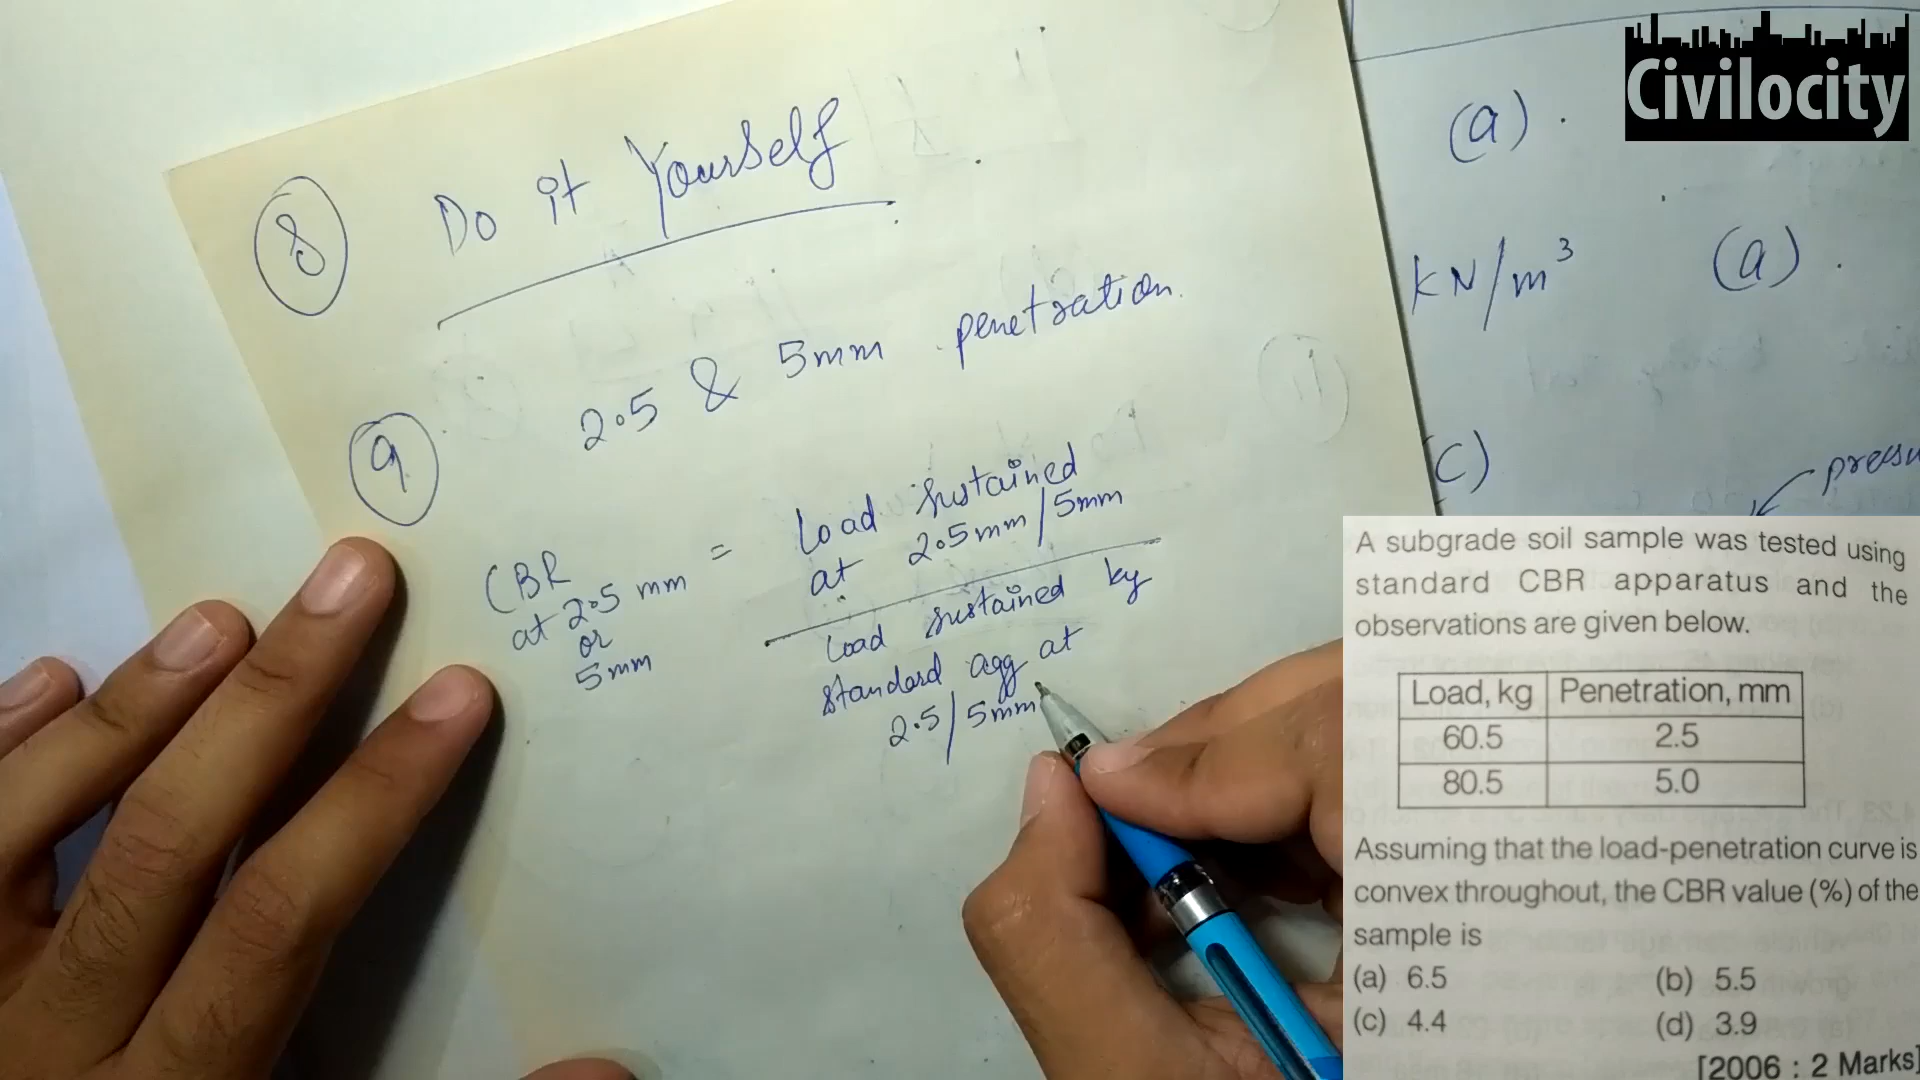 Civilocity
(a).
8 Do it Yourself
kN/m³ (a).
9 2.5 & 5mm penetration.
(c)
CBR at 2.5 mm or 5mm =
Load sustained
at 2.5mm/5mm
Load sustained by
standard agg at
2.5/5mm
A subgrade soil sample was tested using
standard CBR apparatus and the
observations are given below.
Load, kg Penetration, mm
60.5 2.5
80.5 5.0
Assuming that the load-penetration curve is
convex throughout, the CBR value (%) of the
sample is
(a) 6.5 (b) 5.5
(c) 4.4 (d) 3.9
[2006 : 2 Marks]